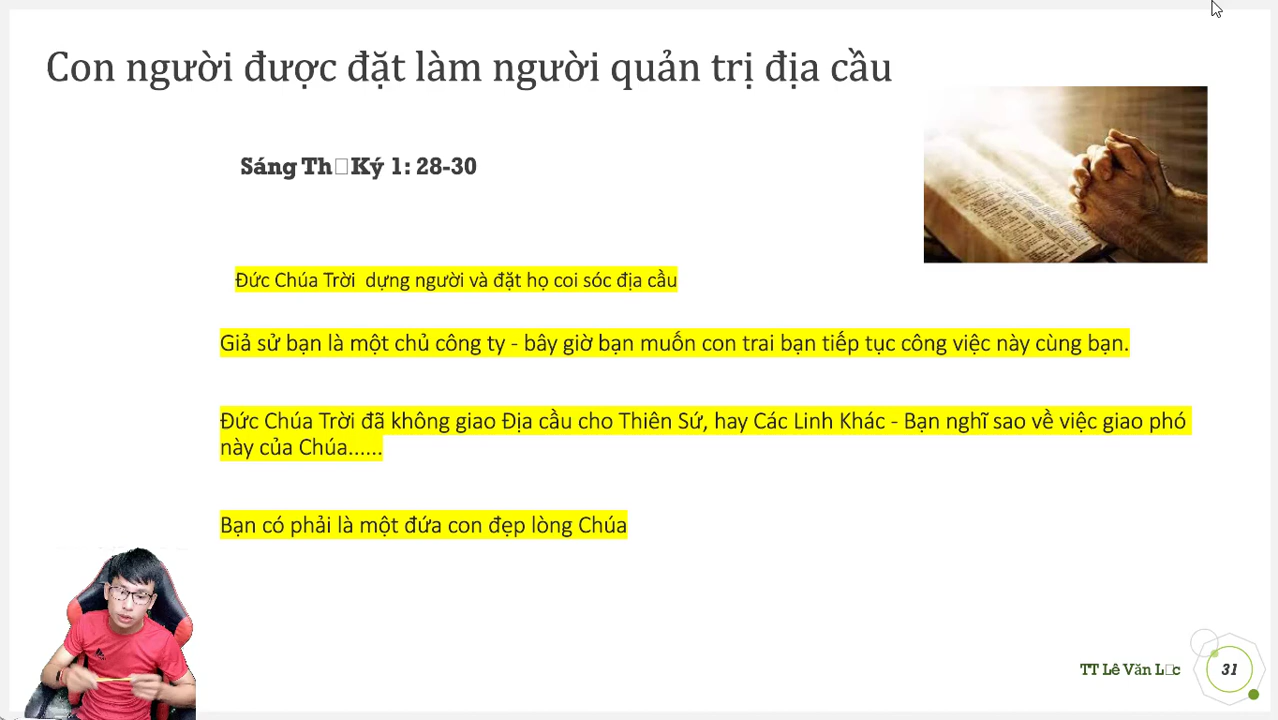 Con người được đặt làm người quản trị địa cầu
Sáng Th□Ký 1: 28-30
Đức Chúa Trời dựng người và đặt họ coi sóc địa cầu
Giả sử bạn là một chủ công ty - bây giờ bạn muốn con trai bạn tiếp tục công việc này cùng bạn.
Đức Chúa Trời đã không giao Địa cầu cho Thiên Sứ, hay Các Linh Khác - Bạn nghĩ sao về việc giao phó
này của Chúa......
Bạn có phải là một đứa con đẹp lòng Chúa
TT Lê Văn L□c
31